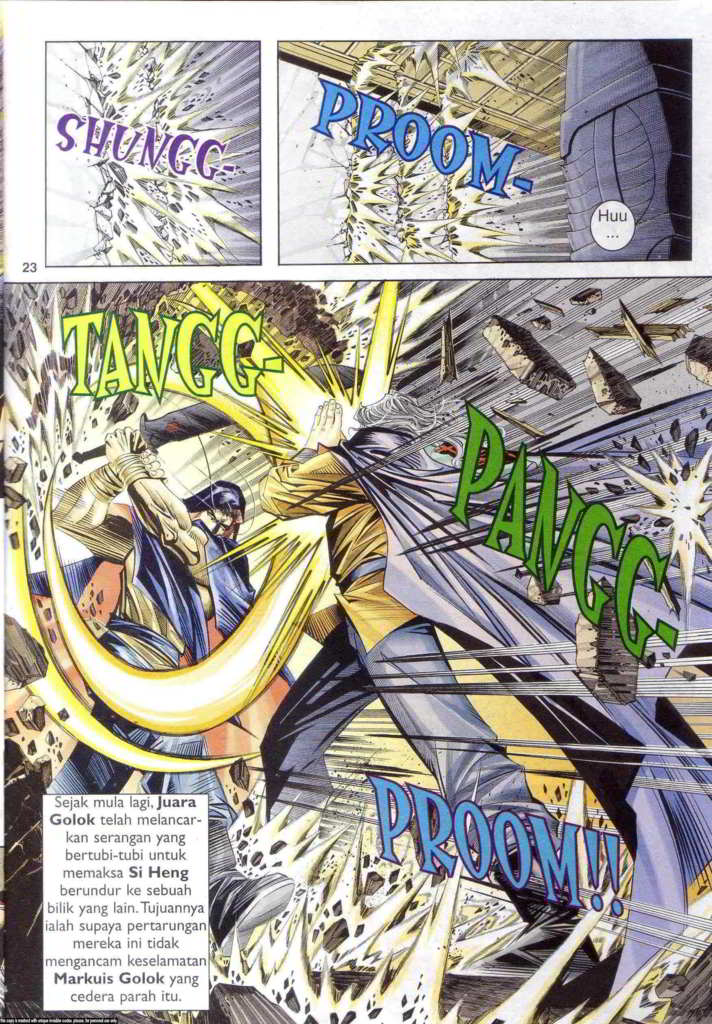 SHUNGG-
PROOM-
Huu
...
23
TANGG-
PANGG-
PROOM!!
Sejak mula lagi, Juara
Golok telah melancar-
kan serangan yang
bertubi-tubi untuk
memaksa Si Heng
berundur ke sebuah
bilik yang lain. Tujuannya
ialah supaya pertarungan
mereka ini tidak
mengancam keselamatan
Markuis Golok yang
cedera parah itu.